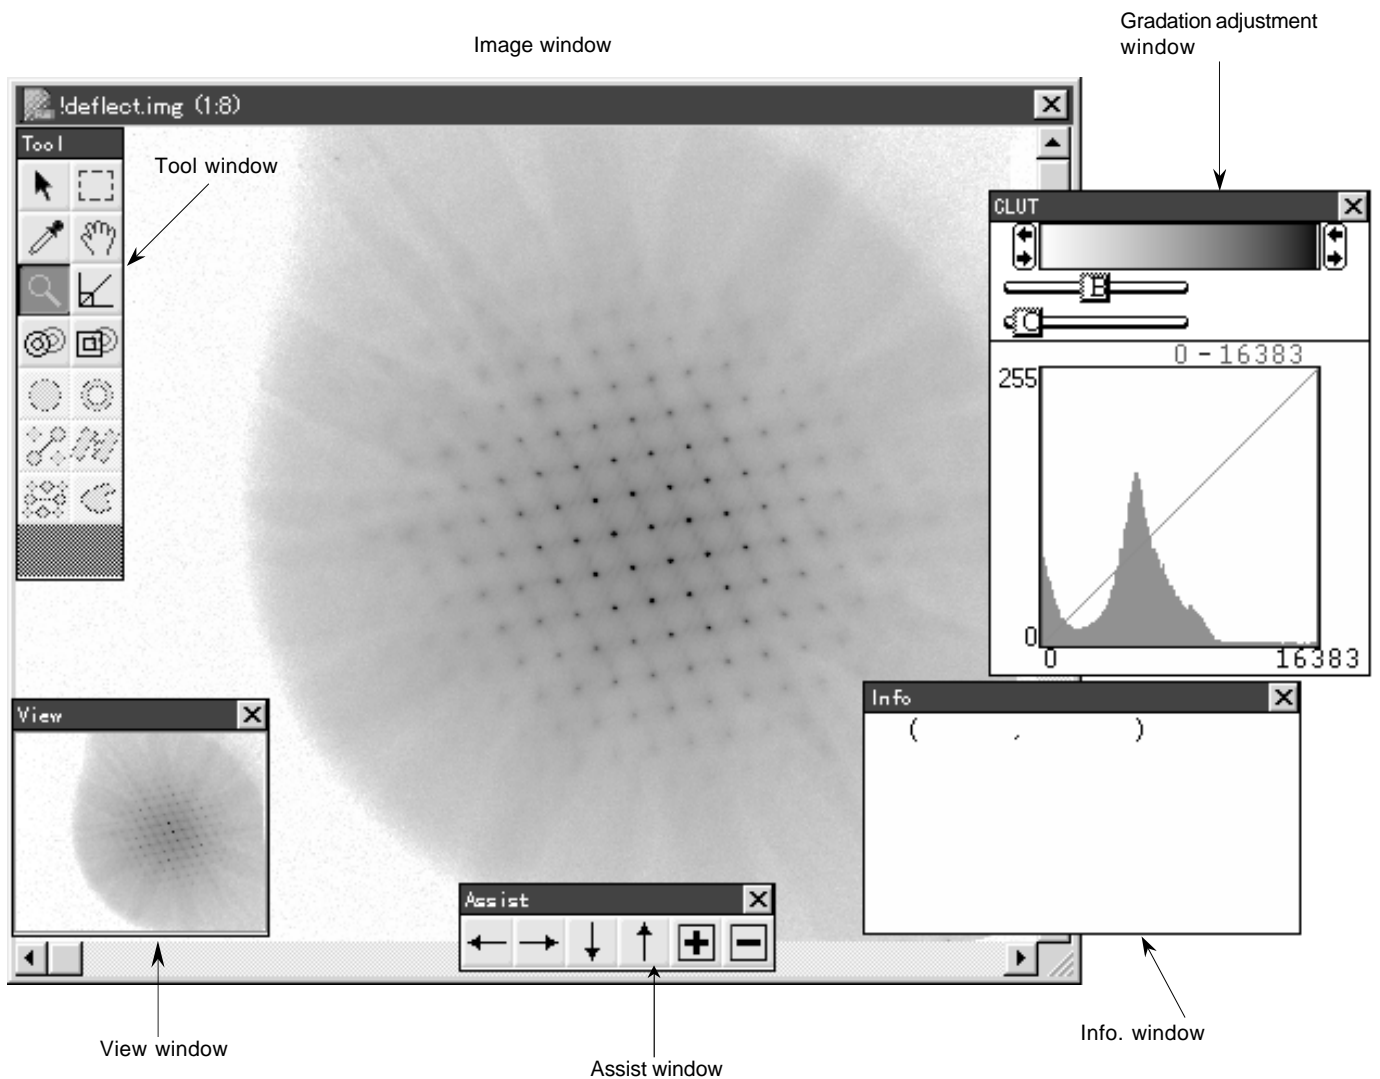 Gradation adjustment
window
Image window
!deflect.img (1:8)
Tool
Tool window
CLUT
B
C
0 - 16383
255
0
0
16383
Info
( , )
View
Assist
View window
Assist window
Info. window